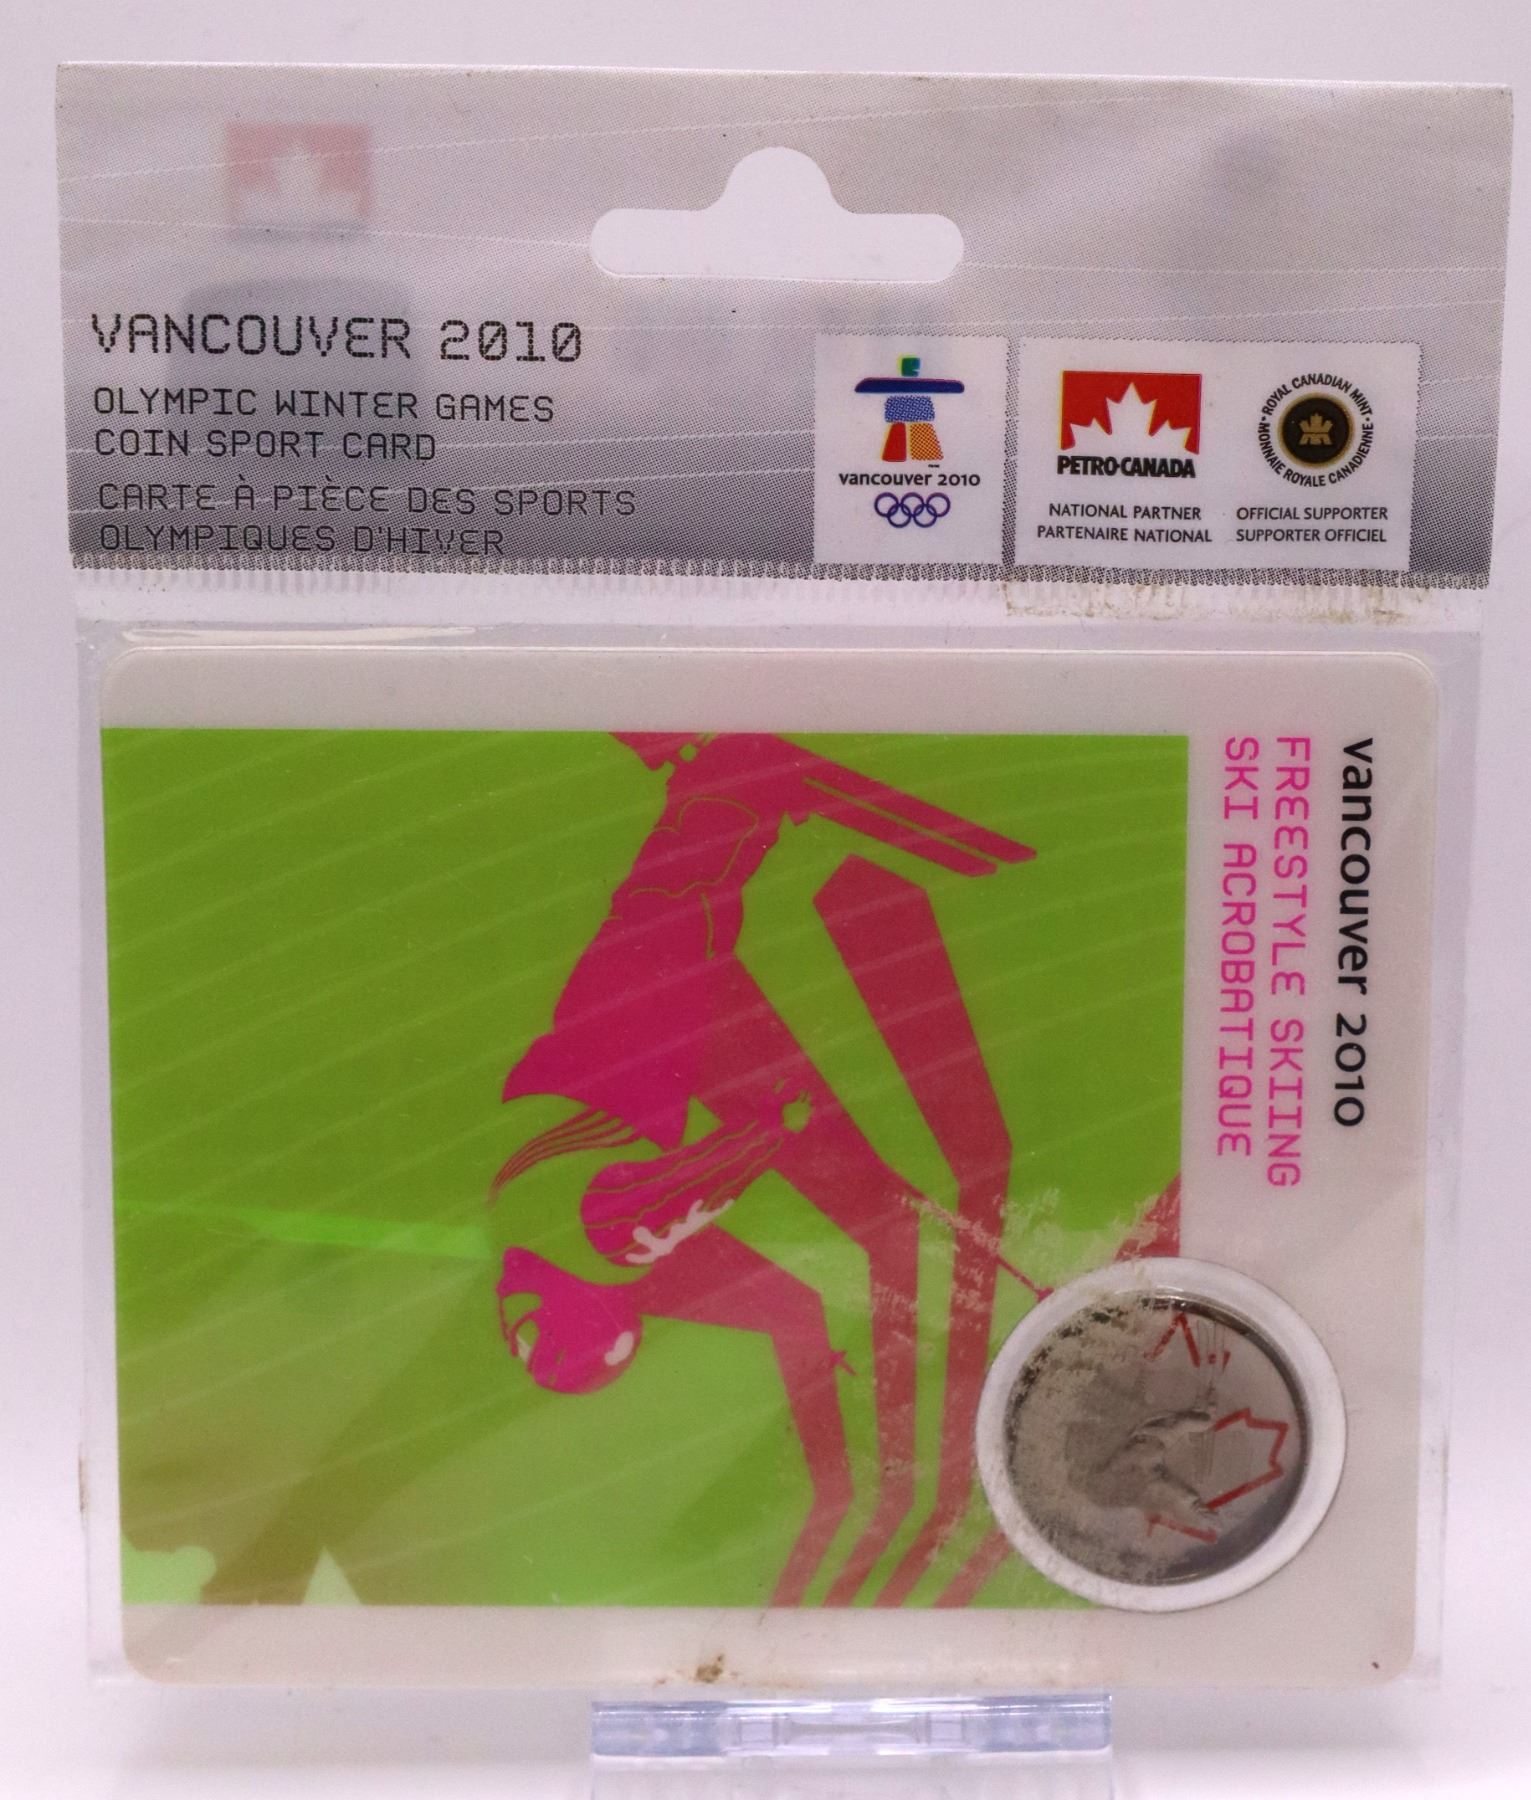 VANCOUVER 2010
OLYMPIC WINTER GAMES
COIN SPORT CARD
CARTE À PIÈCE DES SPORTS
OLYMPIQUES D'HIVER
vancouver 2010
PETRO-CANADA
NATIONAL PARTNER
PARTENAIRE NATIONAL
ROYAL CANADIAN MINT
MONNAIE ROYALE CANADIENNE
OFFICIAL SUPPORTER
SUPPORTER OFFICIEL
vancouver 2010
FREESTYLE SKIING
SKI ACROBATIQUE